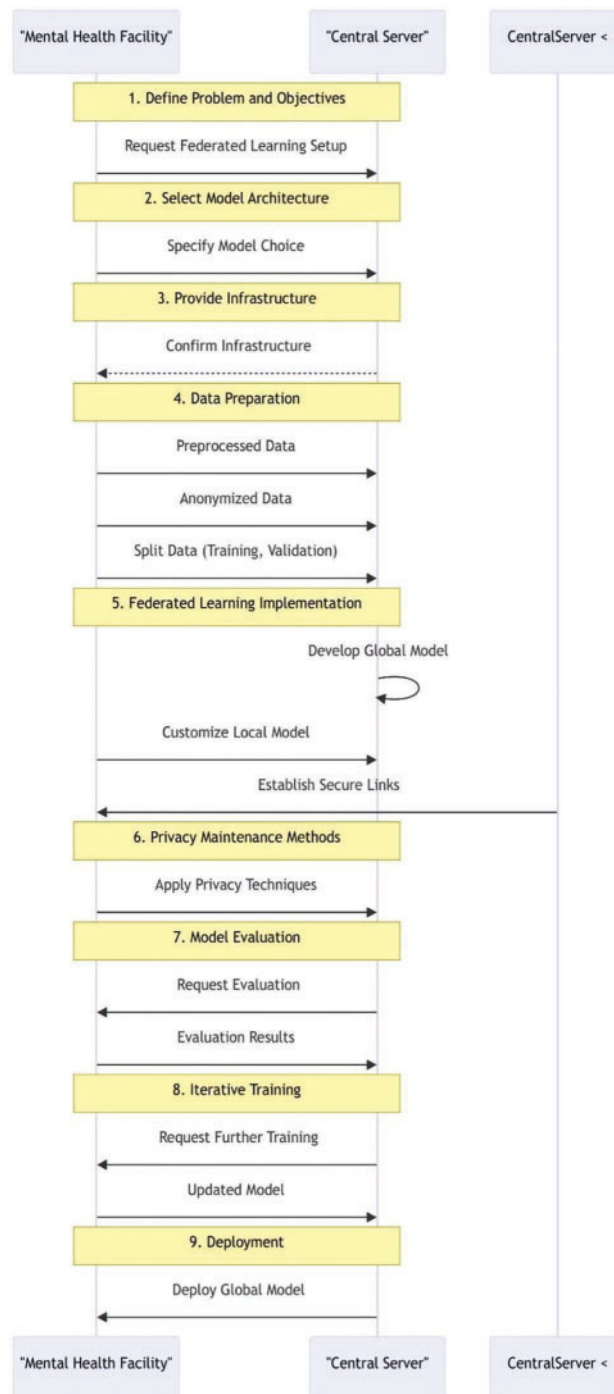 "Mental Health Facility"
"Central Server"
CentralServer <
1. Define Problem and Objectives
Request Federated Learning Setup
2. Select Model Architecture
Specify Model Choice
3. Provide Infrastructure
Confirm Infrastructure
4. Data Preparation
Preprocessed Data
Anonymized Data
Split Data (Training, Validation)
5. Federated Learning Implementation
Develop Global Model
Customize Local Model
Establish Secure Links
6. Privacy Maintenance Methods
Apply Privacy Techniques
7. Model Evaluation
Request Evaluation
Evaluation Results
8. Iterative Training
Request Further Training
Updated Model
9. Deployment
Deploy Global Model
"Mental Health Facility"
"Central Server"
CentralServer <